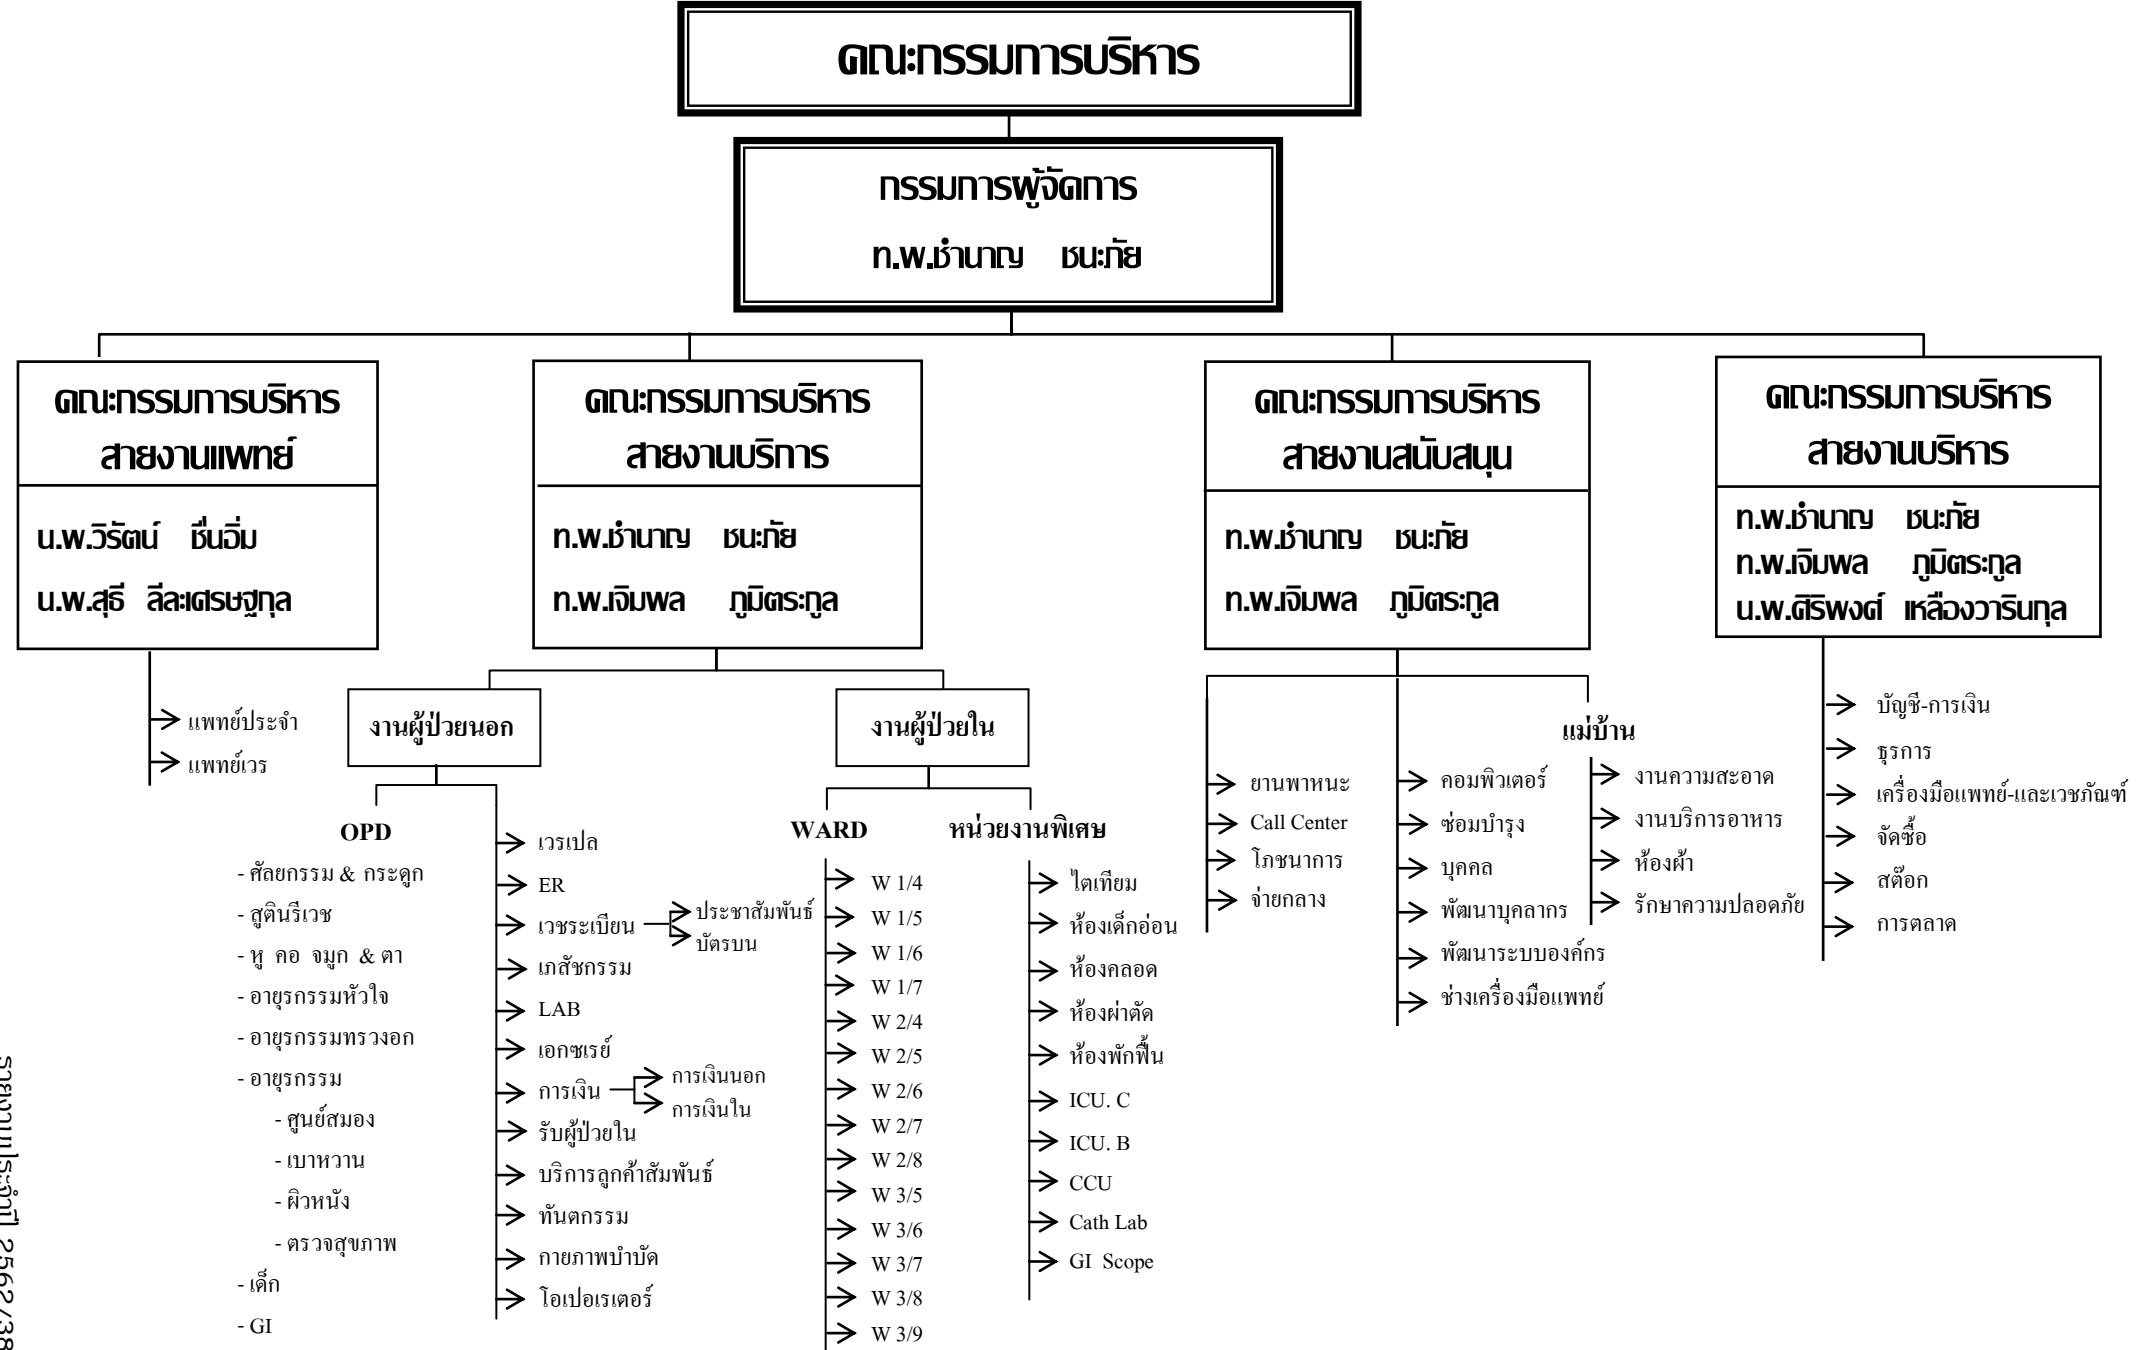 คณะกรรมการบริหาร
กรรมการผู้จัดการ
ท.พ.ชำนาญ ชนะภัย
คณะกรรมการบริหาร
สายงานแพทย์
น.พ.วิรัตน์ ชื่นอิ่ม
น.พ.สุธี ลีละเศรษฐกุล
แพทย์ประจำ
แพทย์เวร
คณะกรรมการบริหาร
สายงานบริการ
ท.พ.ชำนาญ ชนะภัย
ท.พ.เจิมพล ภูมิตระกูล
งานผู้ป่วยนอก
OPD
- ศัลยกรรม & กระดูก
- สูตินรีเวช
- หู คอ จมูก & ตา
- อายุรกรรมหัวใจ
- อายุรกรรมทรวงอก
- อายุรกรรม
- ศูนย์สมอง
- เบาหวาน
- ผิวหนัง
- ตรวจสุขภาพ
- เด็ก
- GI
เวรเปล
ER
เวชระเบียน
ประชาสัมพันธ์
บัตรบน
เภสัชกรรม
LAB
เอกซเรย์
การเงิน
การเงินนอก
การเงินใน
รับผู้ป่วยใน
บริการลูกค้าสัมพันธ์
ทันตกรรม
กายภาพบำบัด
โอเปอเรเตอร์
งานผู้ป่วยใน
WARD
W 1/4
W 1/5
W 1/6
W 1/7
W 2/4
W 2/5
W 2/6
W 2/7
W 2/8
W 3/5
W 3/6
W 3/7
W 3/8
W 3/9
หน่วยงานพิเศษ
ไตเทียม
ห้องเด็กอ่อน
ห้องคลอด
ห้องผ่าตัด
ห้องพักฟื้น
ICU. C
ICU. B
CCU
Cath Lab
GI Scope
คณะกรรมการบริหาร
สายงานสนับสนุน
ท.พ.ชำนาญ ชนะภัย
ท.พ.เจิมพล ภูมิตระกูล
ยานพาหนะ
Call Center
โภชนาการ
จ่ายกลาง
คอมพิวเตอร์
ซ่อมบำรุง
บุคคล
พัฒนาบุคลากร
พัฒนาระบบองค์กร
ช่างเครื่องมือแพทย์
แม่บ้าน
งานความสะอาด
งานบริการอาหาร
ห้องผ้า
รักษาความปลอดภัย
คณะกรรมการบริหาร
สายงานบริหาร
ท.พ.ชำนาญ ชนะภัย
ท.พ.เจิมพล ภูมิตระกูล
น.พ.ศิริพงศ์ เหลืองวารินกุล
บัญชี-การเงิน
ธุรการ
เครื่องมือแพทย์-และเวชภัณฑ์
จัดซื้อ
สต๊อก
การตลาด
รายงานประจำปี 2562/38